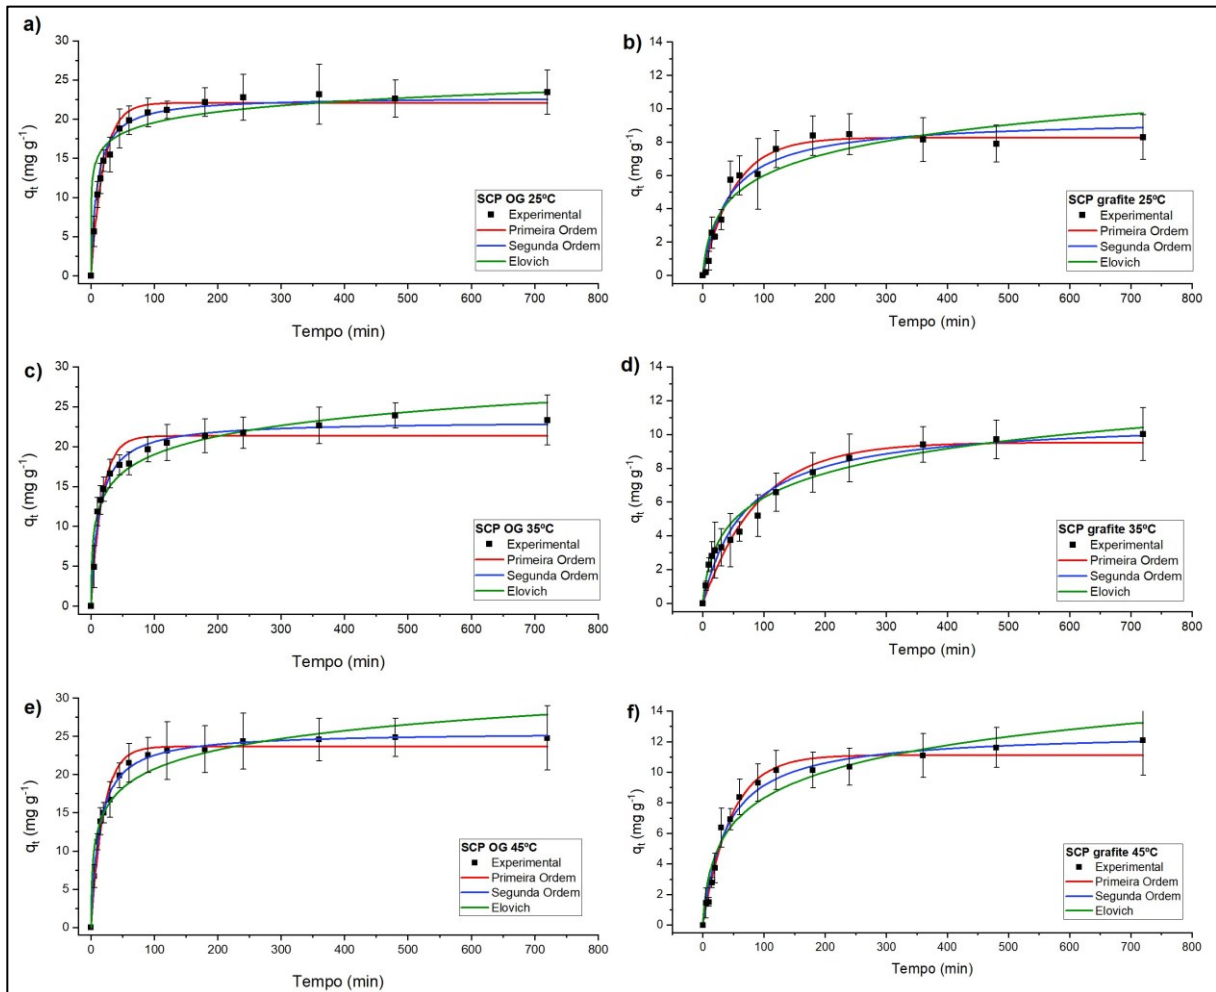 a)
30
25
20
15
10
5
0
qt (mg g-1)
SCP OG 25ºC
Experimental
Primeira Ordem
Segunda Ordem
Elovich
0 100 200 300 400 500 600 700 800
Tempo (min)
b)
14
12
10
8
6
4
2
0
qt (mg g-1)
SCP grafite 25ºC
Experimental
Primeira Ordem
Segunda Ordem
Elovich
0 100 200 300 400 500 600 700 800
Tempo (min)
c)
30
25
20
15
10
5
0
qt (mg g-1)
SCP OG 35ºC
Experimental
Primeira Ordem
Segunda Ordem
Elovich
0 100 200 300 400 500 600 700 800
Tempo (min)
d)
14
12
10
8
6
4
2
0
qt (mg g-1)
SCP grafite 35ºC
Experimental
Primeira Ordem
Segunda Ordem
Elovich
0 100 200 300 400 500 600 700 800
Tempo (min)
e)
30
25
20
15
10
5
0
qt (mg g-1)
SCP OG 45ºC
Experimental
Primeira Ordem
Segunda Ordem
Elovich
0 100 200 300 400 500 600 700 800
Tempo (min)
f)
14
12
10
8
6
4
2
0
qt (mg g-1)
SCP grafite 45ºC
Experimental
Primeira Ordem
Segunda Ordem
Elovich
0 100 200 300 400 500 600 700 800
Tempo (min)